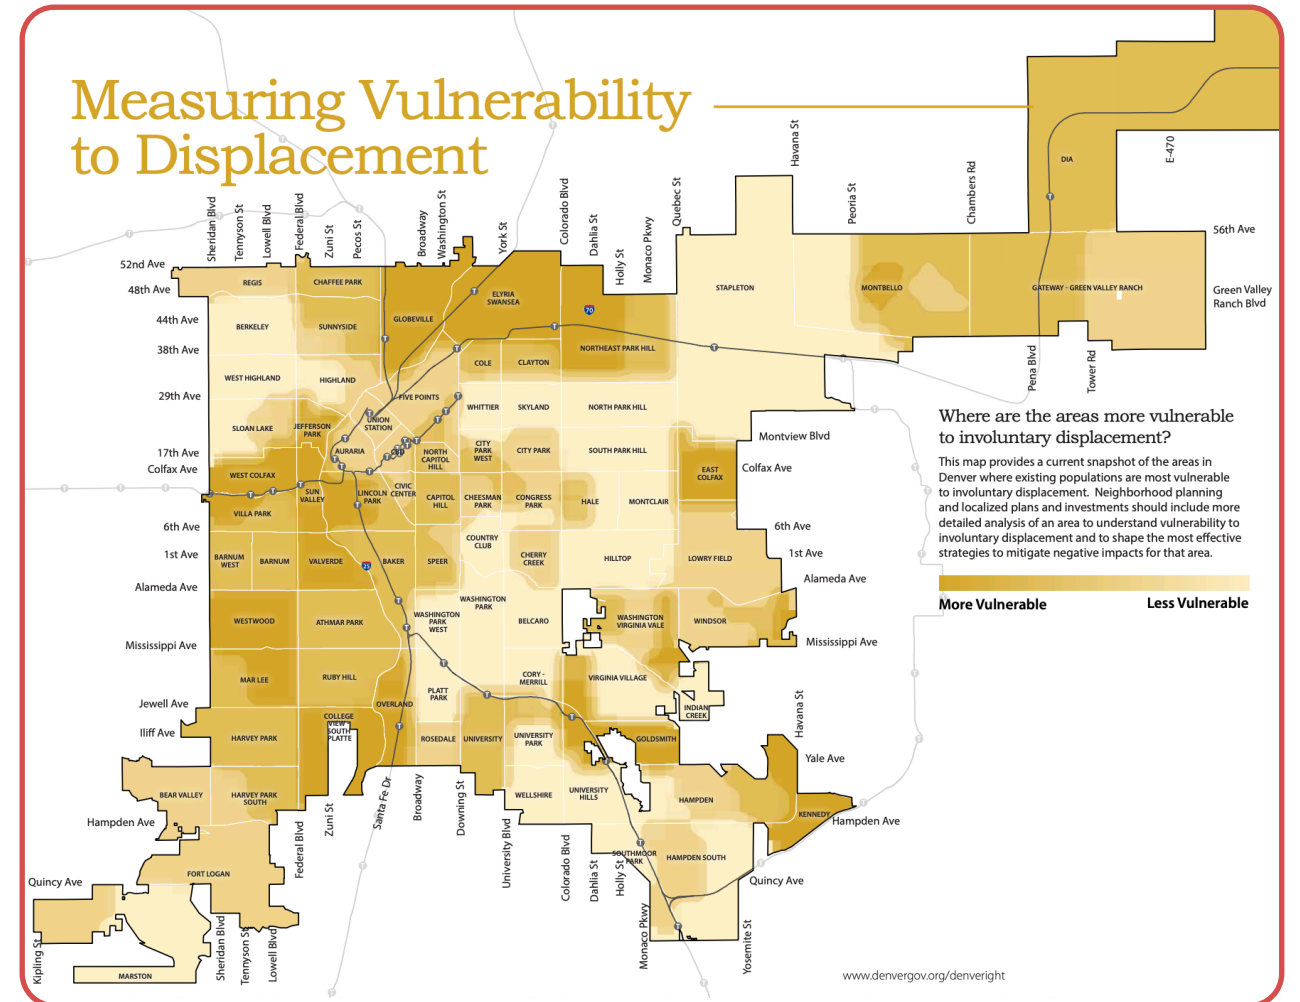 Measuring Vulnerability
to Displacement
Sheridan Blvd
Tennyson St
Lowell Blvd
Federal Blvd
Zuni St
Pecos St
Broadway
Washington St
York St
Colorado Blvd
Dahlia St
Holly St
Monaco Pkwy
Quebec St
Havana St
Peoria St
Chambers Rd
E-470
DIA
56th Ave
52nd Ave
48th Ave
44th Ave
38th Ave
29th Ave
17th Ave
Colfax Ave
6th Ave
1st Ave
Alameda Ave
Mississippi Ave
Jewell Ave
Iliff Ave
Hampden Ave
Quincy Ave
REGIS
CHAFFEE PARK
BERKELEY
SUNNYSIDE
GLOBEVILLE
ELYRIA
SWANSEA
70
STAPLETON
MONTBELLO
GATEWAY - GREEN VALLEY RANCH
Green Valley
Ranch Blvd
Pena Blvd
Tower Rd
WEST HIGHLAND
HIGHLAND
COLE
CLAYTON
NORTHEAST PARK HILL
FIVE POINTS
WHITTIER
SKYLAND
NORTH PARK HILL
SLOAN LAKE
JEFFERSON
PARK
UNION
STATION
AURARIA
CBD
NORTH
CAPITOL
HILL
CITY
PARK
WEST
CITY PARK
SOUTH PARK HILL
Montview Blvd
Colfax Ave
EAST
COLFAX
WEST COLFAX
SUN
VALLEY
LINCOLN
PARK
CIVIC
CENTER
CAPITOL
HILL
CHEESMAN
PARK
CONGRESS
PARK
HALE
MONTCLAIR
VILLA PARK
6th Ave
1st Ave
Alameda Ave
Mississippi Ave
BARNUM
WEST
BARNUM
VALVERDE
25
BAKER
SPEER
COUNTRY
CLUB
CHERRY
CREEK
HILLTOP
LOWRY FIELD
WESTWOOD
ATHMAR PARK
WASHINGTON
PARK
WEST
WASHINGTON
PARK
BELCARO
WASHINGTON
VIRGINIA VALE
WINDSOR
MAR LEE
RUBY HILL
OVERLAND
PLATT
PARK
CORY -
MERRILL
VIRGINIA VILLAGE
INDIAN
CREEK
Havana St
Yale Ave
Hampden Ave
Quincy Ave
HARVEY PARK
COLLEGE
VIEW
SOUTH
PLATTE
ROSEDALE
UNIVERSITY
UNIVERSITY
PARK
GOLDSMITH
BEAR VALLEY
HARVEY PARK
SOUTH
WELLSHIRE
UNIVERSITY
HILLS
HAMPDEN
KENNEDY
SOUTHMOOR
PARK
HAMPDEN SOUTH
FORT LOGAN
MARSTON
Kipling St
Sheridan Blvd
Tennyson St
Lowell Blvd
Federal Blvd
Zuni St
Santa Fe Dr
Broadway
Downing St
University Blvd
Colorado Blvd
Dahlia St
Holly St
Monaco Pkwy
Yosemite St
Where are the areas more vulnerable
to involuntary displacement?
This map provides a current snapshot of the areas in
Denver where existing populations are most vulnerable
to involuntary displacement. Neighborhood planning
and localized plans and investments should include more
detailed analysis of an area to understand vulnerability to
involuntary displacement and to shape the most effective
strategies to mitigate negative impacts for that area.
More Vulnerable
Less Vulnerable
www.denvergov.org/denveright